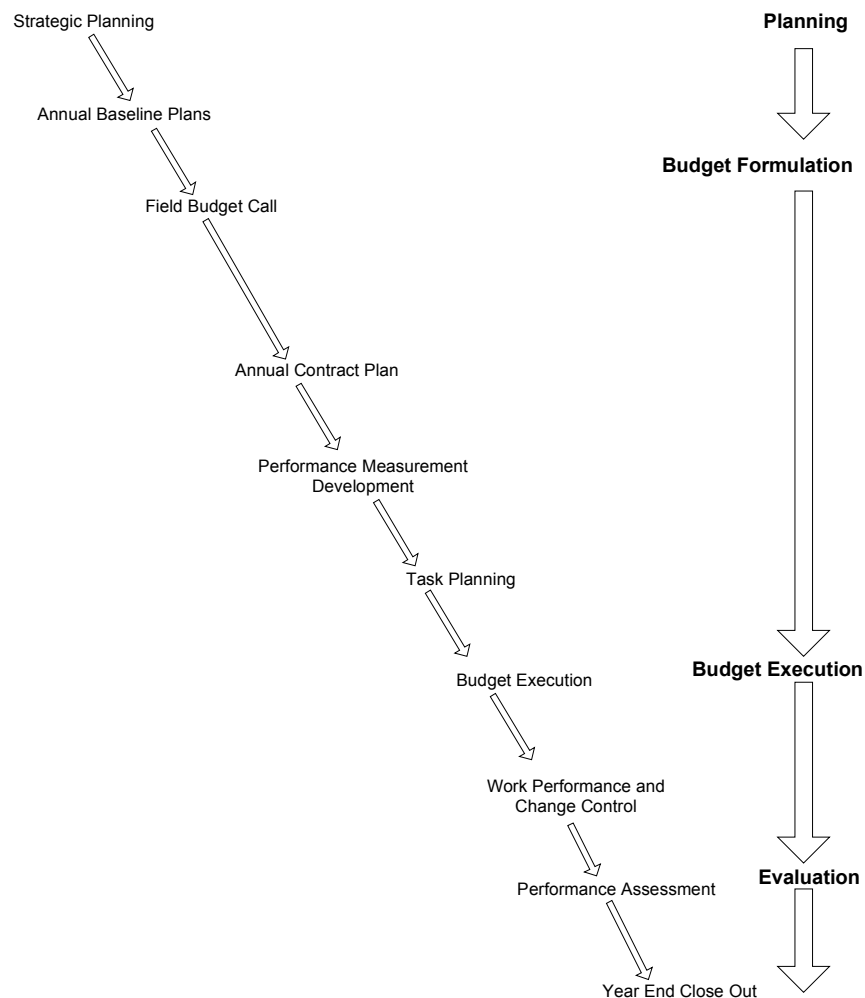 Strategic Planning
Planning
Annual Baseline Plans
Budget Formulation
Field Budget Call
Annual Contract Plan
Performance Measurement
Development
Task Planning
Budget Execution
Budget Execution
Work Performance and
Change Control
Evaluation
Performance Assessment
Year End Close Out